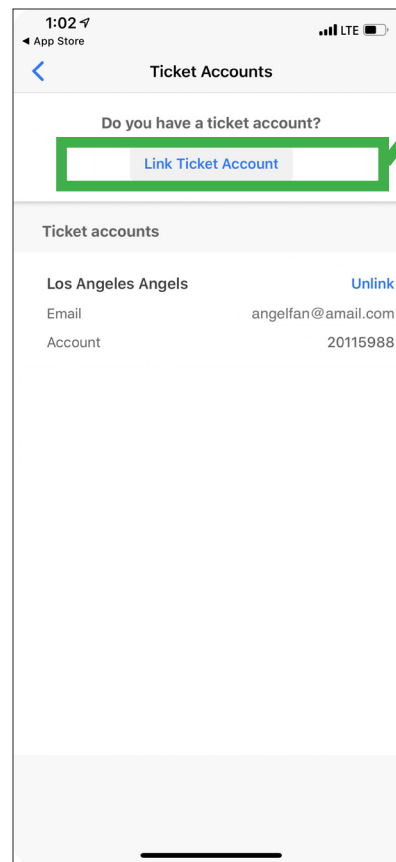 1:02
LTE
◀ App Store
Ticket Accounts
Do you have a ticket account?
Link Ticket Account
Ticket accounts
Los Angeles Angels Unlink
Email angelfan@amail.com
Account 20115988